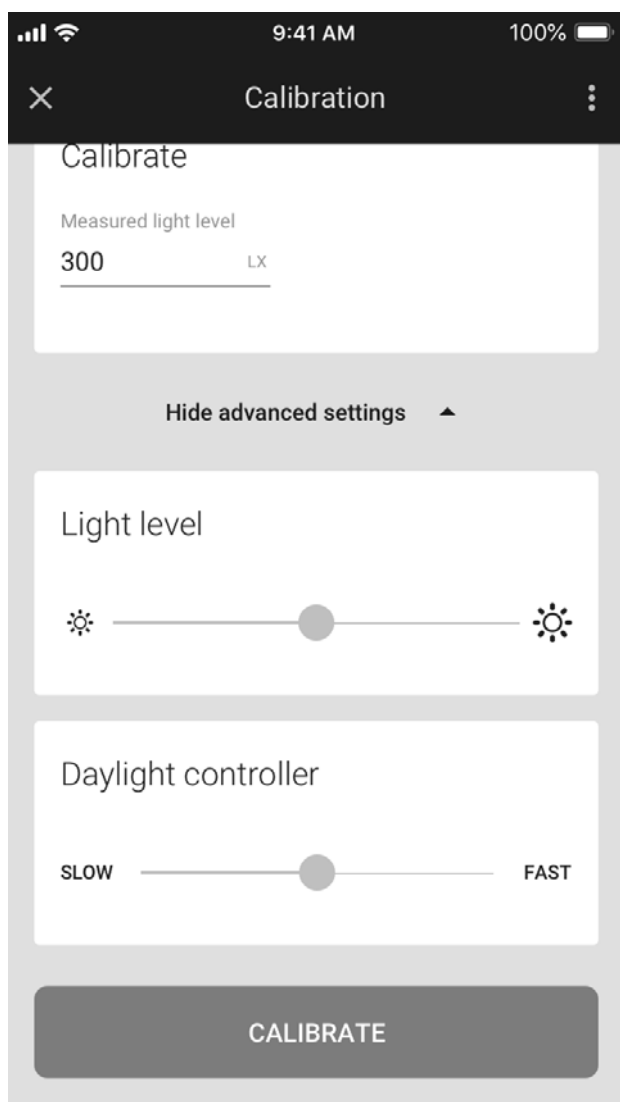 9:41 AM 100%
Calibration
Calibrate
Measured light level
300 LX
Hide advanced settings
Light level
Daylight controller
SLOW FAST
CALIBRATE